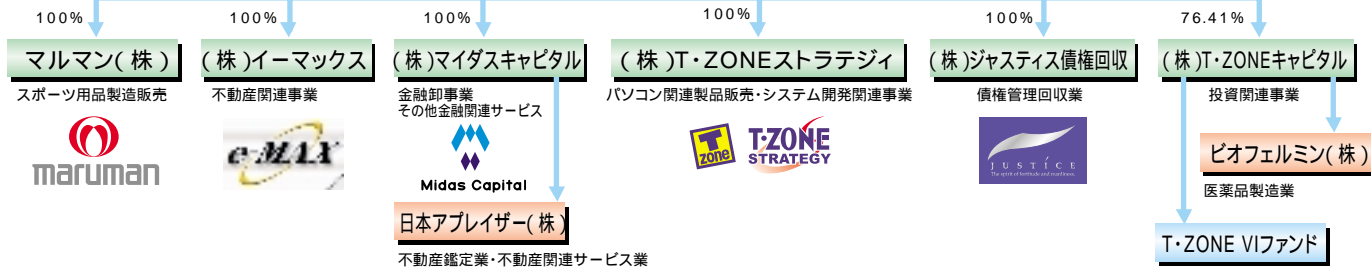 100%
100%
100%
100%
100%
76.41%
マルマン(株)
(株)イーマックス
(株)マイダスキャピタル
(株)T・ZONEストラテジィ
(株)ジャスティス債権回収
(株)T・ZONEキャピタル
スポーツ用品製造販売
不動産関連事業
金融卸事業
その他金融関連サービス
パソコン関連製品販売・システム開発関連事業
債権管理回収業
投資関連事業
maruman
e-MAX
Midas Capital
T zone
T·ZONE
STRATEGY
JUSTICE
The spirit of fortitude and manliness.
ビオフェルミン(株)
医薬品製造業
日本アプレイザー(株)
不動産鑑定業・不動産関連サービス業
T・ZONE VIファンド